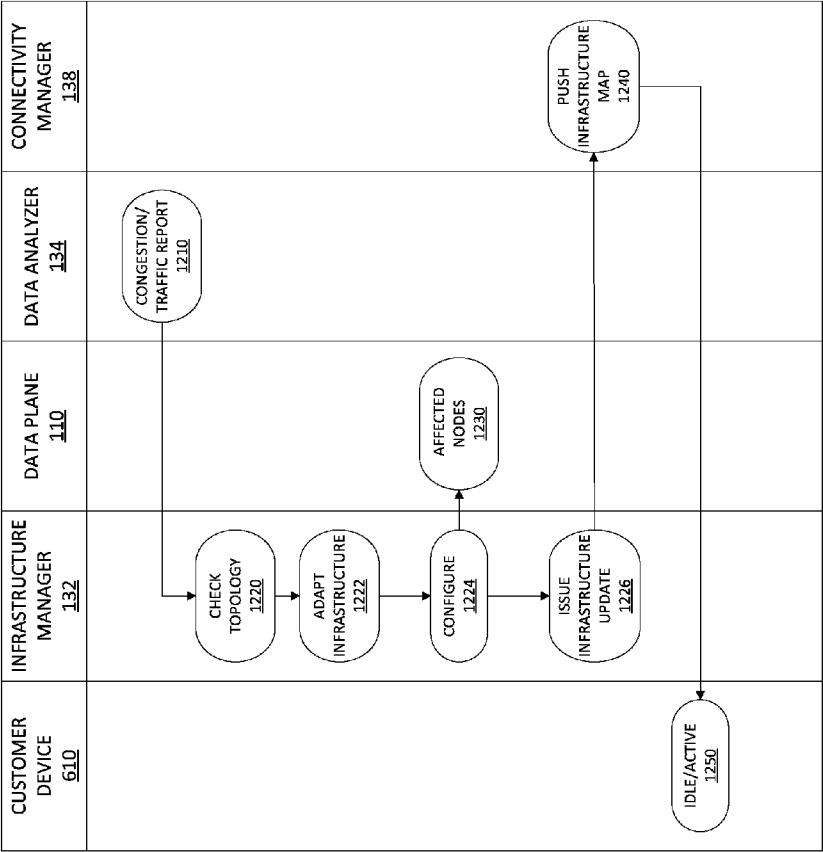 CUSTOMER
DEVICE
610
INFRASTRUCTURE
MANAGER
132
DATA PLANE
110
DATA ANALYZER
134
CONNECTIVITY
MANAGER
138
CONGESTION/
TRAFFIC REPORT
1210
CHECK
TOPOLOGY
1220
ADAPT
INFRASTRUCTURE
1222
CONFIGURE
1224
AFFECTED
NODES
1230
ISSUE
INFRASTRUCTURE
UPDATE
1226
PUSH
INFRASTRUCTURE
MAP
1240
IDLE/ACTIVE
1250